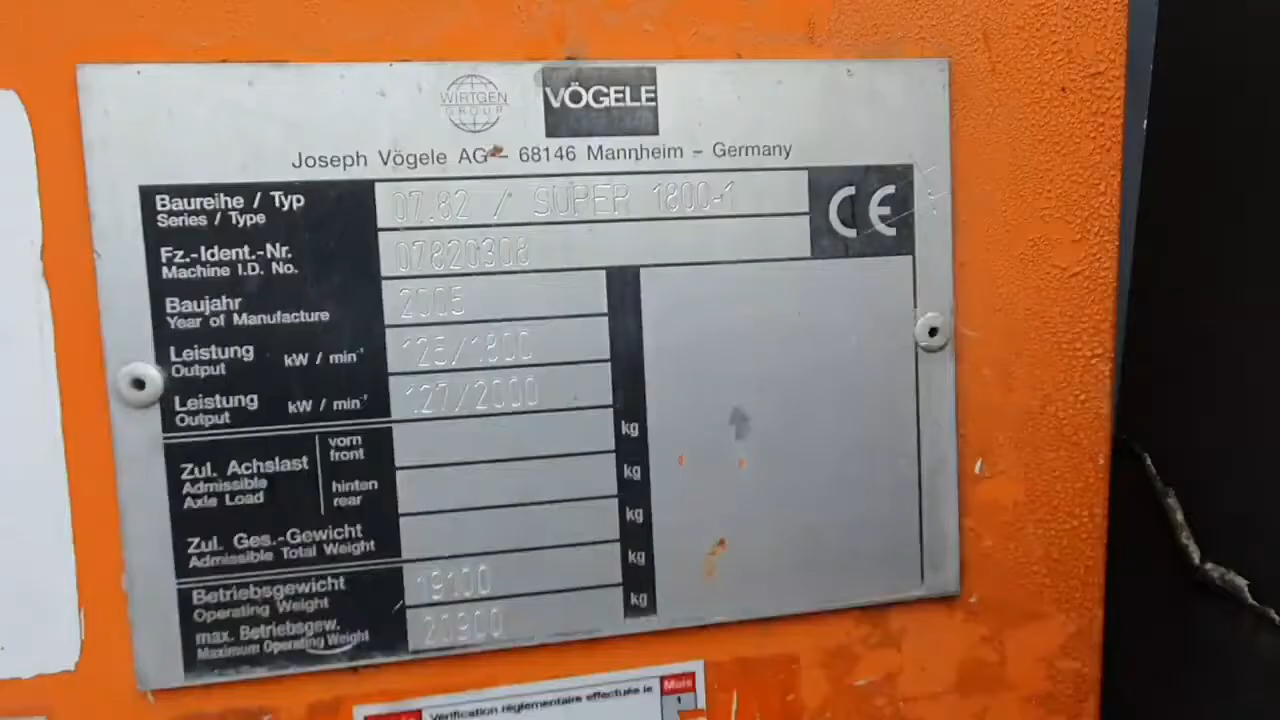 WIRTGEN
GROUP
VÖGELE
Joseph Vögele AG – 68146 Mannheim – Germany
Baureihe / Typ
Series / Type
07.82 / SUPER 1800-1
CE
Fz.-Ident.-Nr.
Machine I.D. No.
07820308
Baujahr
Year of Manufacture
2005
Leistung
Output
kW / min⁻¹
125/1800
Leistung
Output
kW / min⁻¹
127/2000
Zul. Achslast
Admissible
Axle Load
vorn
front
kg
hinten
rear
kg
kg
Zul. Ges.-Gewicht
Admissible Total Weight
Betriebsgewicht
Operating Weight
19100
kg
max. Betriebsgew.
Maximum Operating Weight
20900
kg
Vérification réglementaire effectuée le
Mois
1